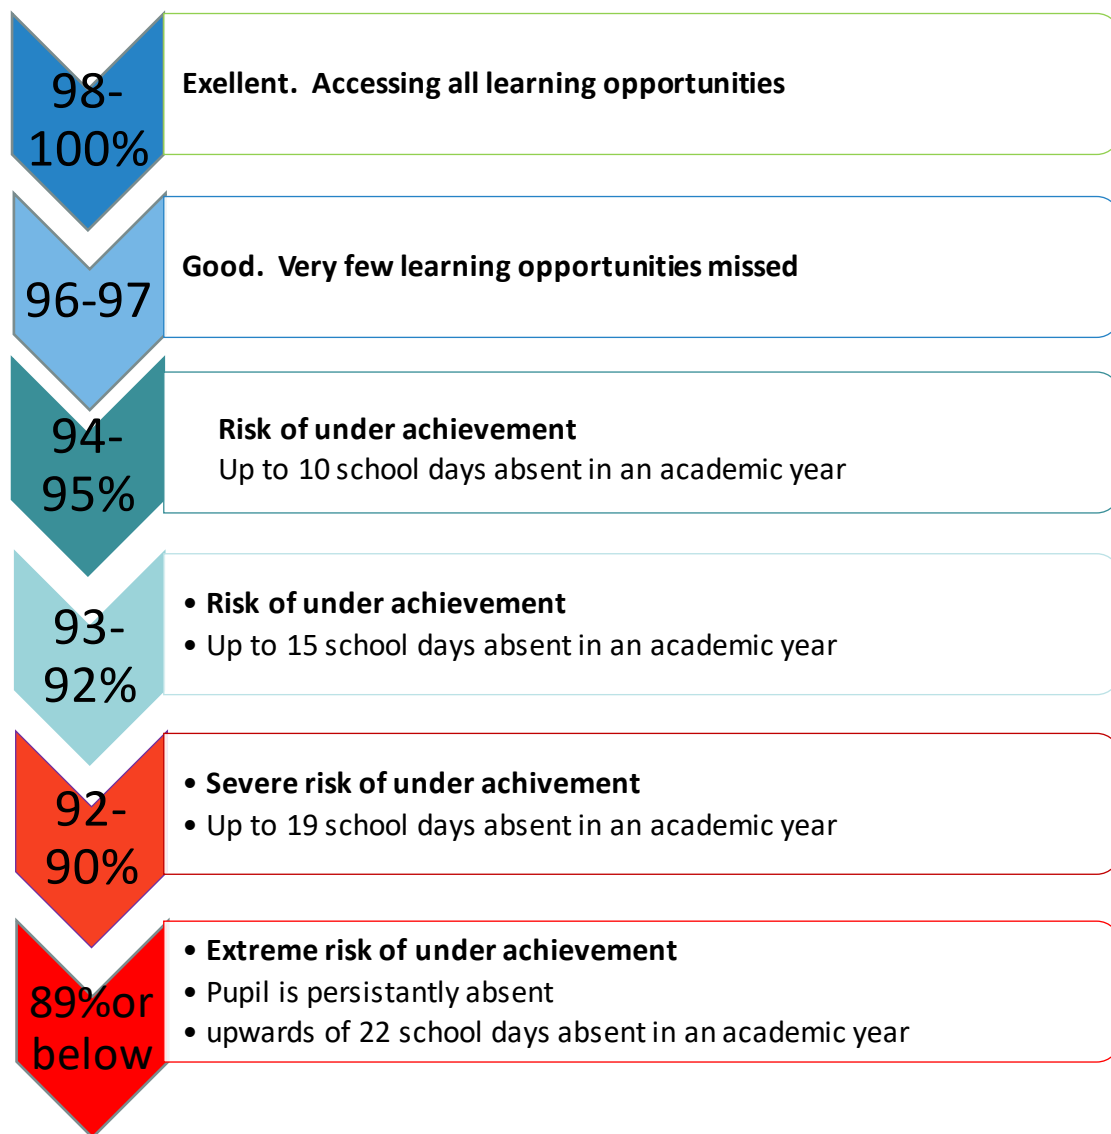 98-
100%
Exellent.  Accessing all learning opportunities
96-97
Good.  Very few learning opportunities missed
94-
95%
Risk of under achievement
Up to 10 school days absent in an academic year
93-
92%
• Risk of under achievement
• Up to 15 school days absent in an academic year
92-
90%
• Severe risk of under achivement
• Up to 19 school days absent in an academic year
89%or
below
• Extreme risk of under achievement
• Pupil is persistantly absent
• upwards of 22 school days absent in an academic year